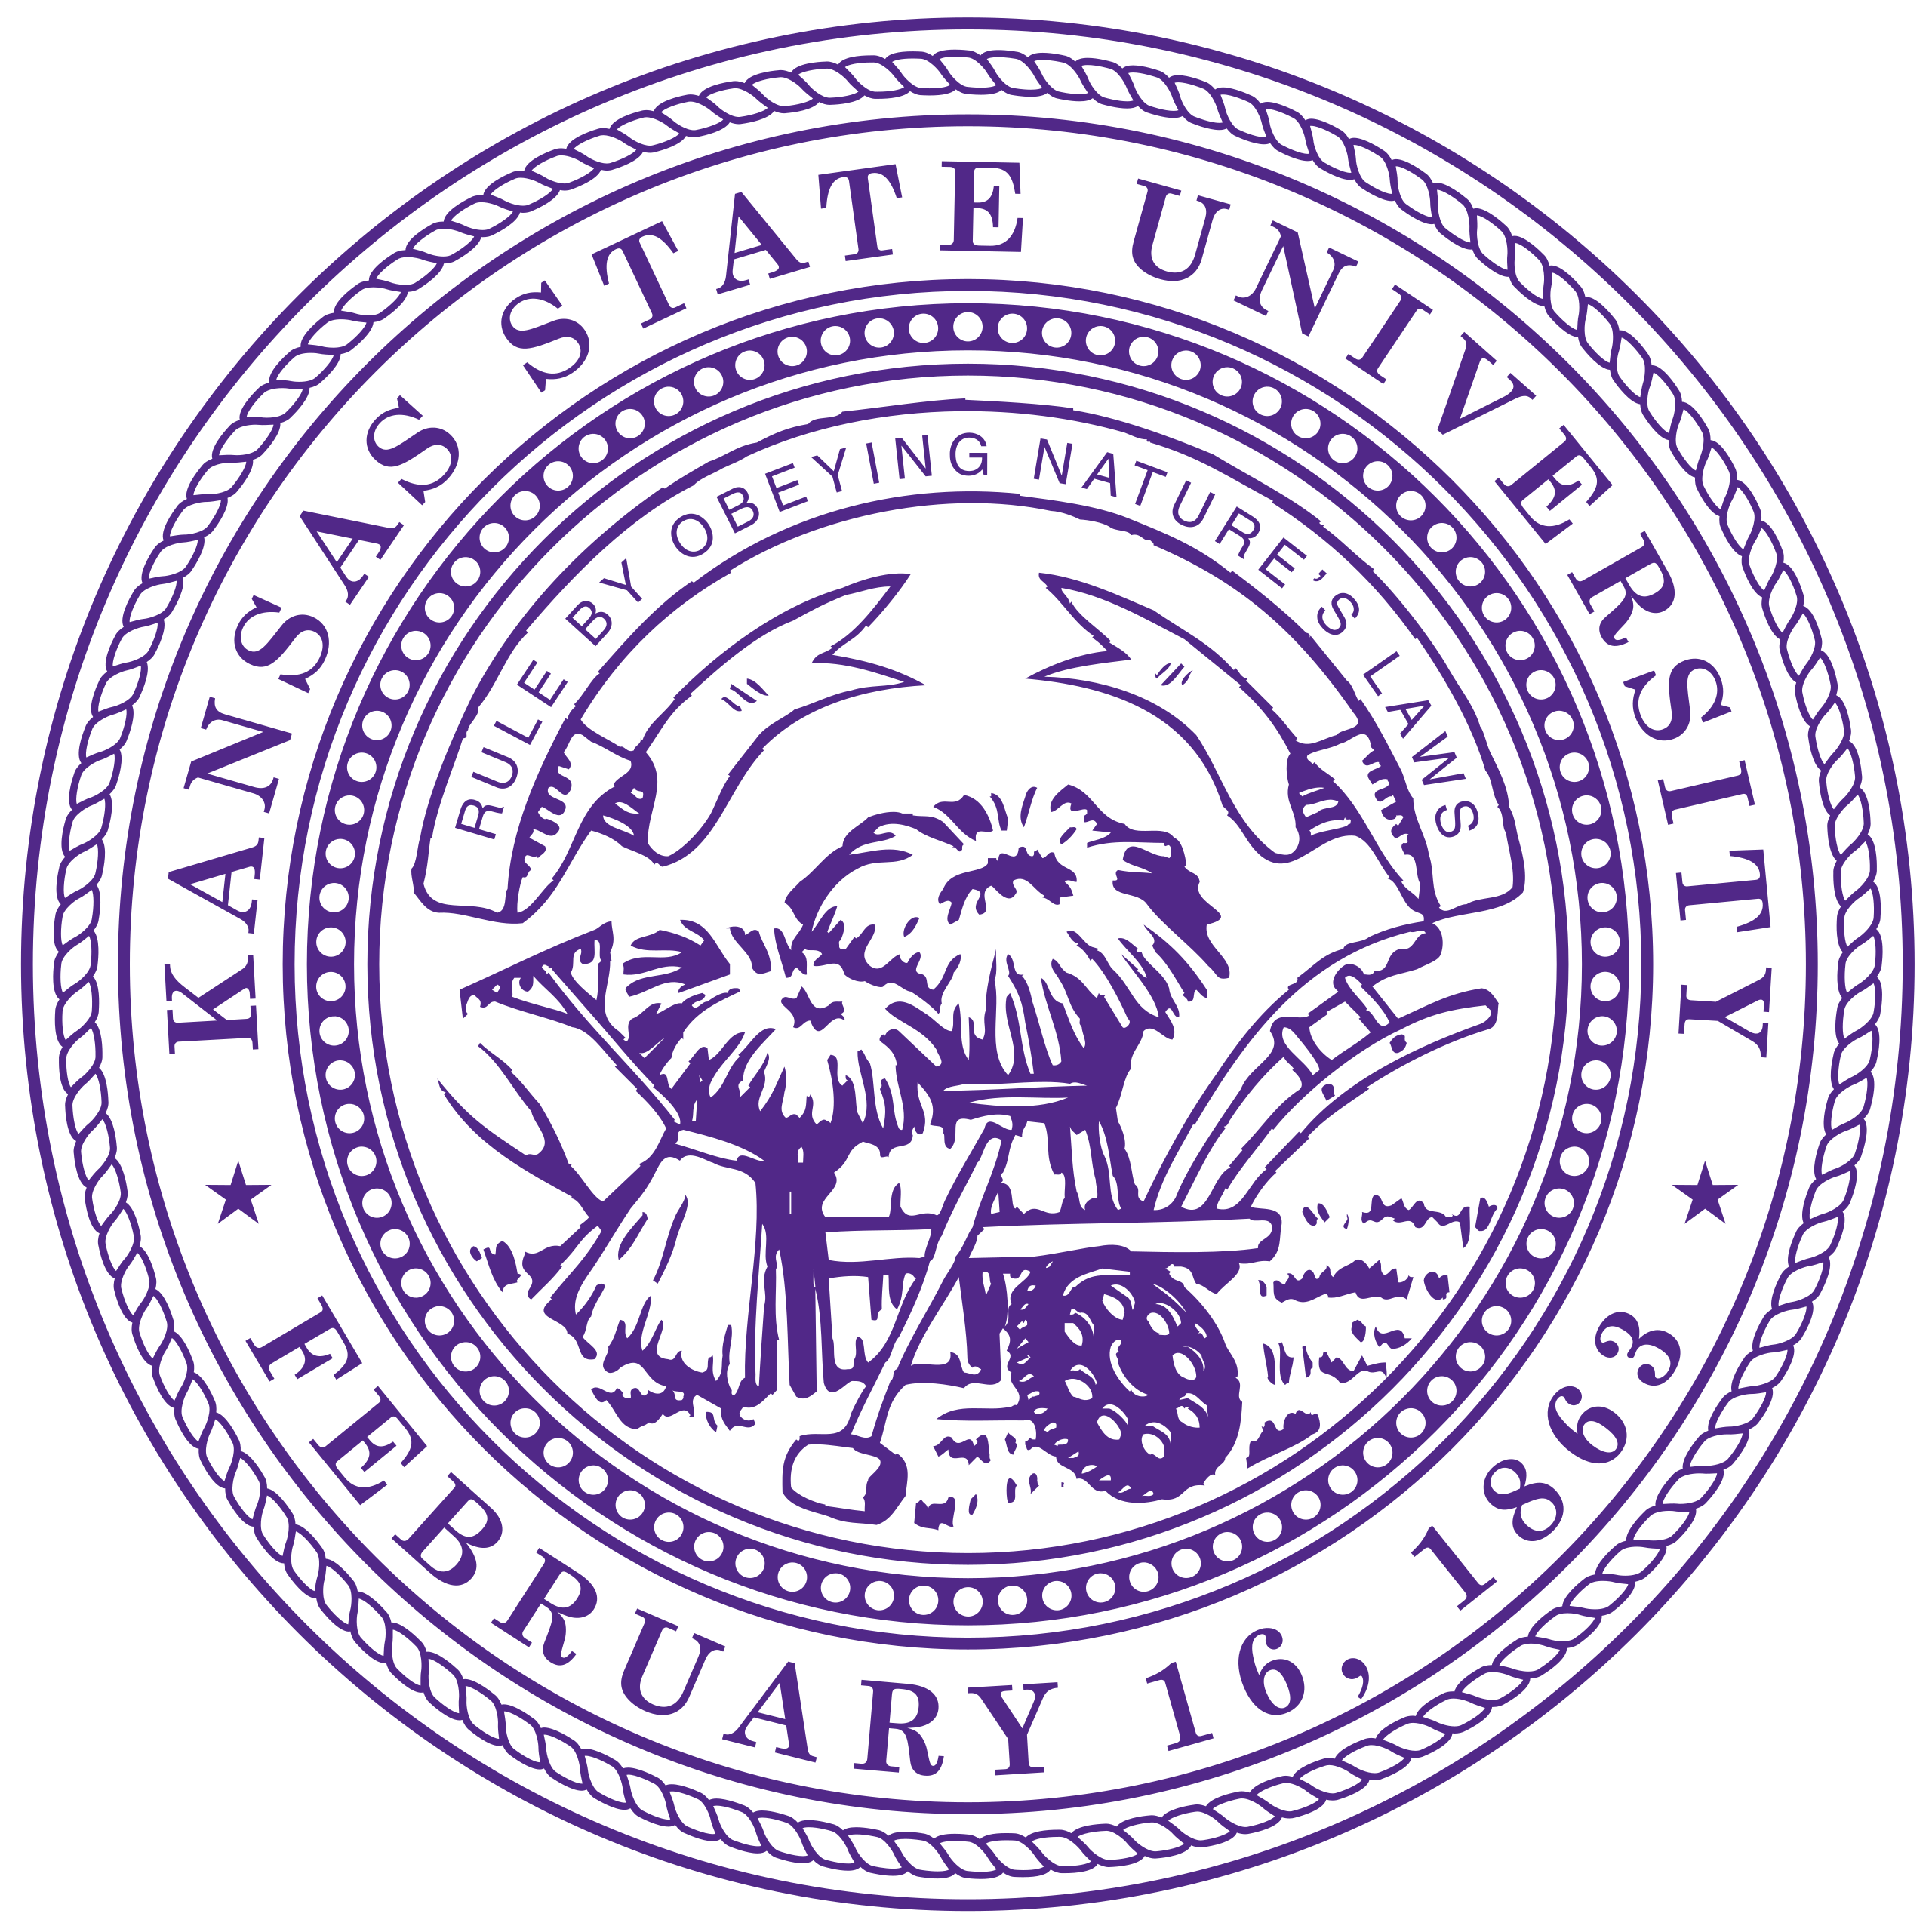 KANSAS STATE UNIVERSITY
RULE BY OBEYING NATURE'S LAWS
FEBRUARY 16, 1863